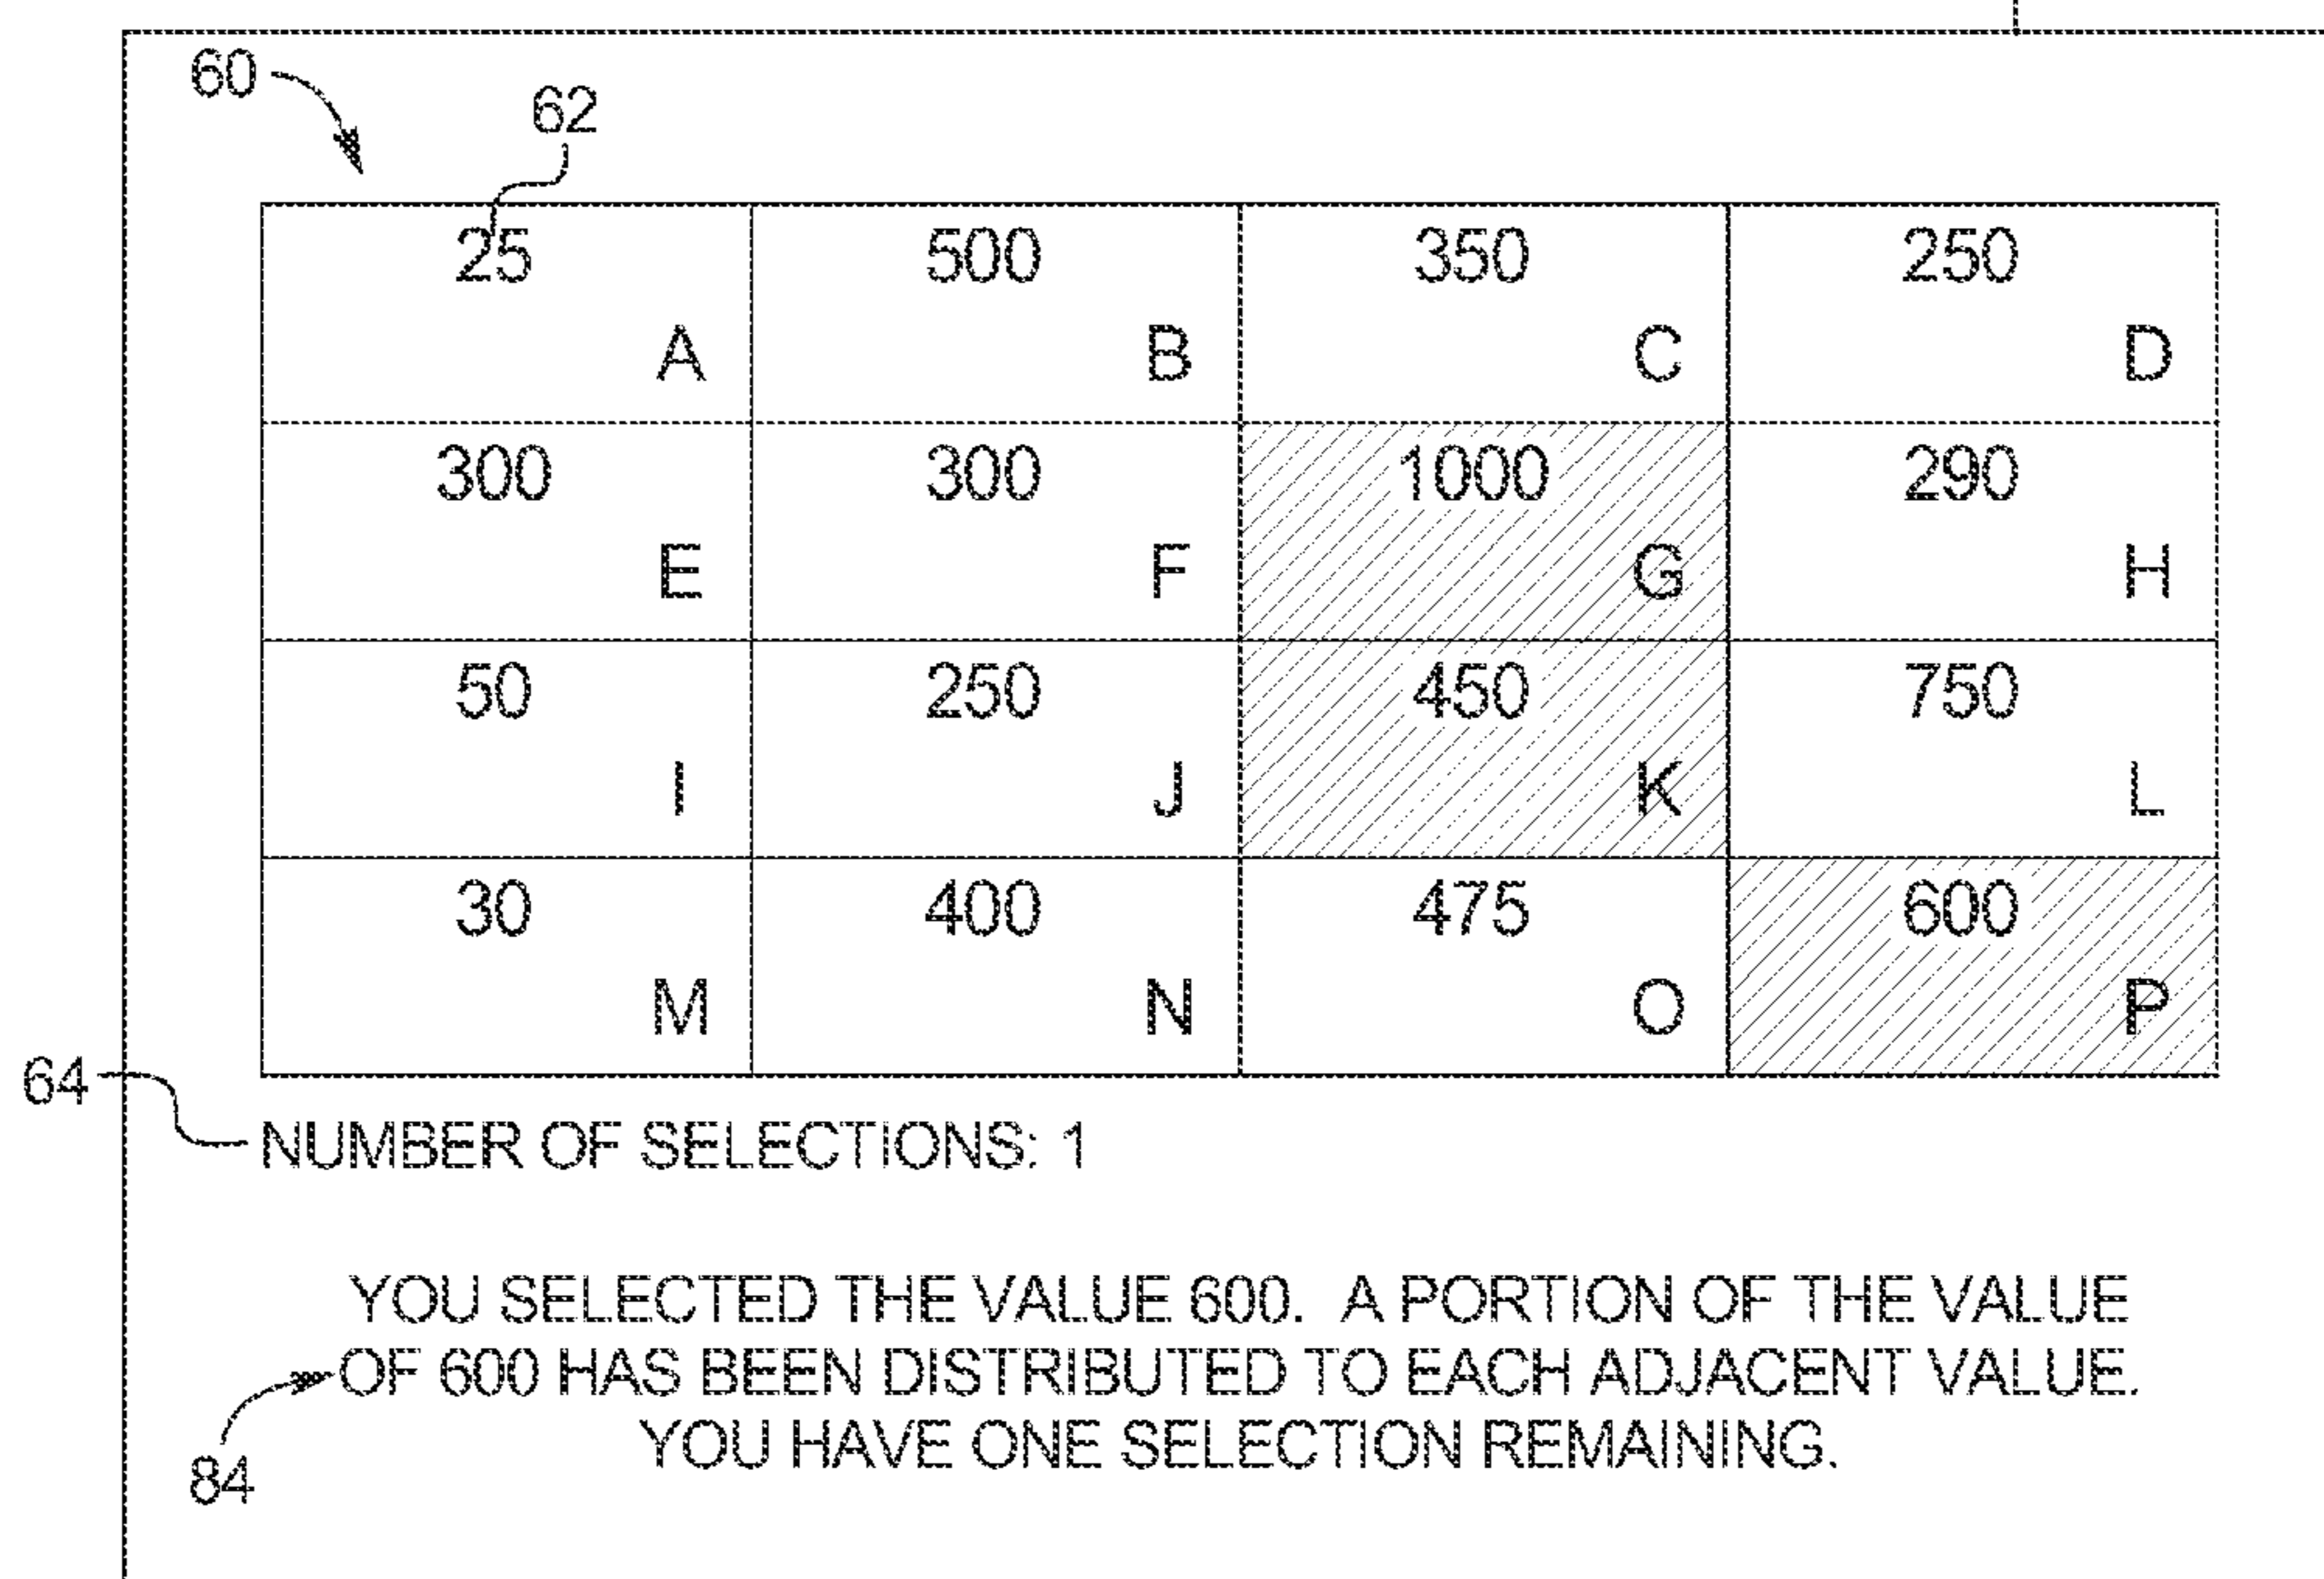 60
62
25 500 350 250
A B C D
300 300 1000 290
E F G H
50 250 450 750
I J K L
30 400 475 600
M N O P
64
NUMBER OF SELECTIONS: 1
YOU SELECTED THE VALUE 600. A PORTION OF THE VALUE
OF 600 HAS BEEN DISTRIBUTED TO EACH ADJACENT VALUE.
YOU HAVE ONE SELECTION REMAINING.
84